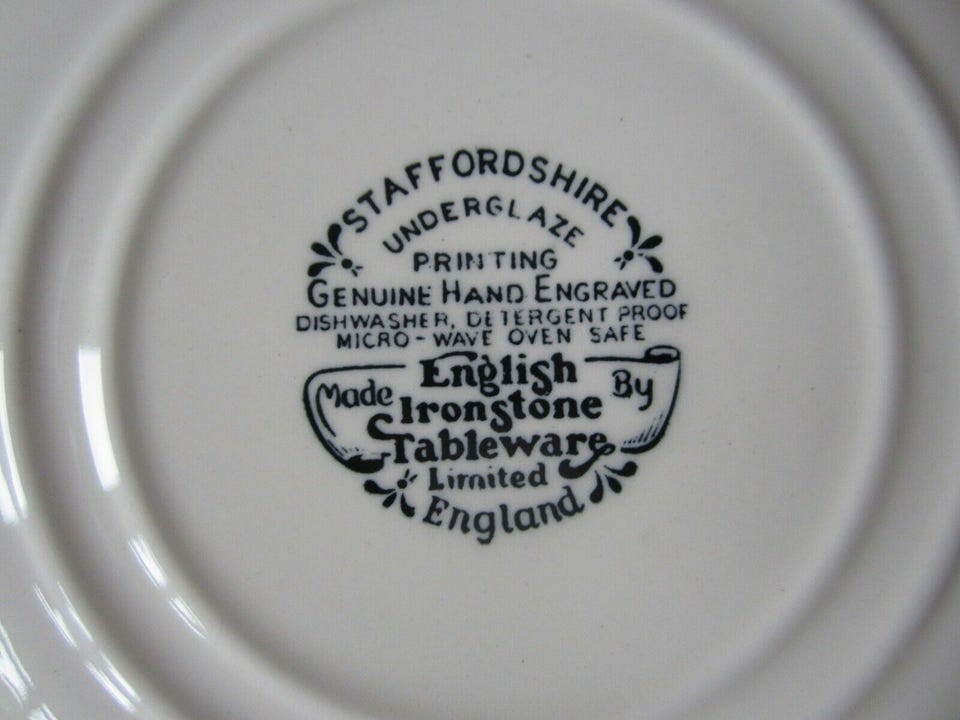 STAFFORDSHIRE
UNDERGLAZE
PRINTING
GENUINE HAND ENGRAVED
DISHWASHER, DETERGENT PROOF
MICRO-WAVE OVEN SAFE
Made By
English
Ironstone
Tableware
Limited
England